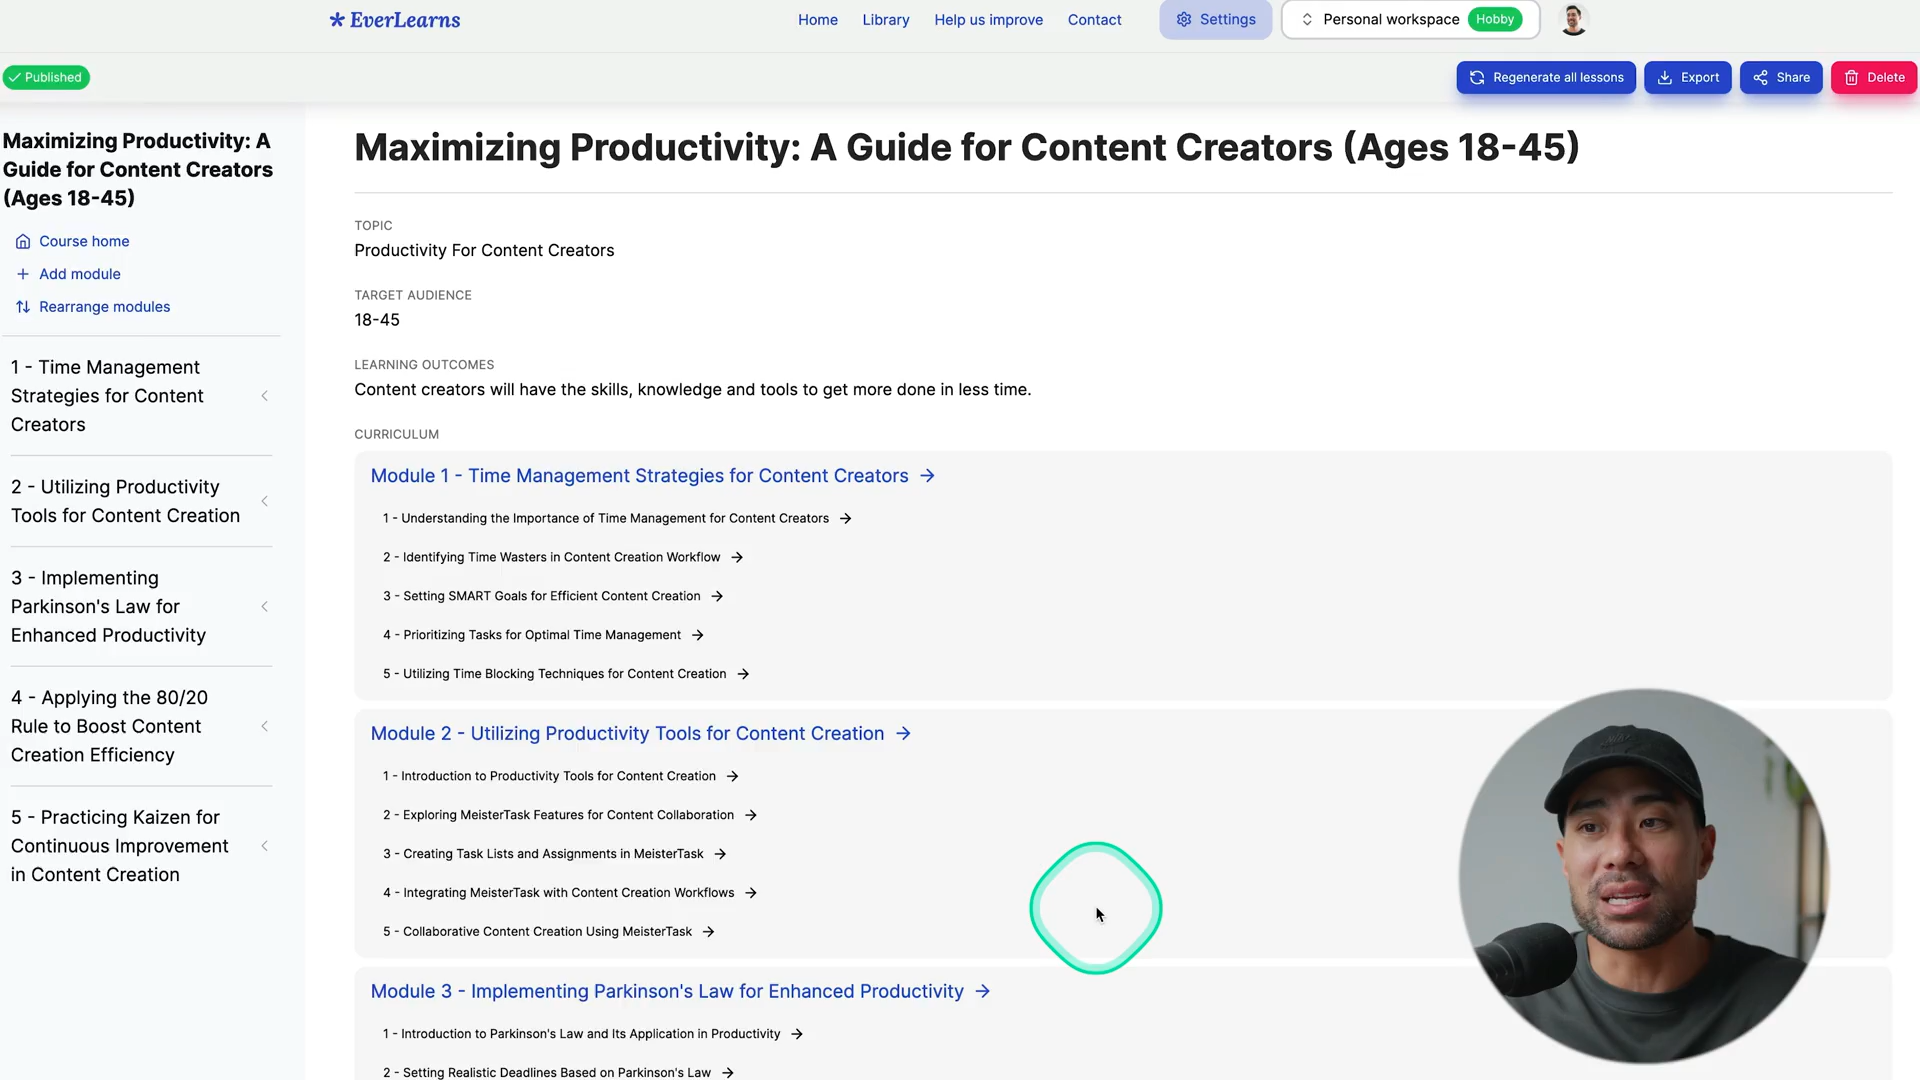 EverLearns
Home
Library
Help us improve
Contact
Settings
Personal workspace
Hobby
Published
Regenerate all lessons
Export
Share
Delete
Maximizing Productivity: A
Guide for Content Creators
(Ages 18-45)
Course home
Add module
Rearrange modules
1 - Time Management
Strategies for Content
Creators
2 - Utilizing Productivity
Tools for Content Creation
3 - Implementing
Parkinson's Law for
Enhanced Productivity
4 - Applying the 80/20
Rule to Boost Content
Creation Efficiency
5 - Practicing Kaizen for
Continuous Improvement
in Content Creation
Maximizing Productivity: A Guide for Content Creators (Ages 18-45)
TOPIC
Productivity For Content Creators
TARGET AUDIENCE
18-45
LEARNING OUTCOMES
Content creators will have the skills, knowledge and tools to get more done in less time.
CURRICULUM
Module 1 - Time Management Strategies for Content Creators
1 - Understanding the Importance of Time Management for Content Creators
2 - Identifying Time Wasters in Content Creation Workflow
3 - Setting SMART Goals for Efficient Content Creation
4 - Prioritizing Tasks for Optimal Time Management
5 - Utilizing Time Blocking Techniques for Content Creation
Module 2 - Utilizing Productivity Tools for Content Creation
1 - Introduction to Productivity Tools for Content Creation
2 - Exploring MeisterTask Features for Content Collaboration
3 - Creating Task Lists and Assignments in MeisterTask
4 - Integrating MeisterTask with Content Creation Workflows
5 - Collaborative Content Creation Using MeisterTask
Module 3 - Implementing Parkinson's Law for Enhanced Productivity
1 - Introduction to Parkinson's Law and Its Application in Productivity
2 - Setting Realistic Deadlines Based on Parkinson's Law